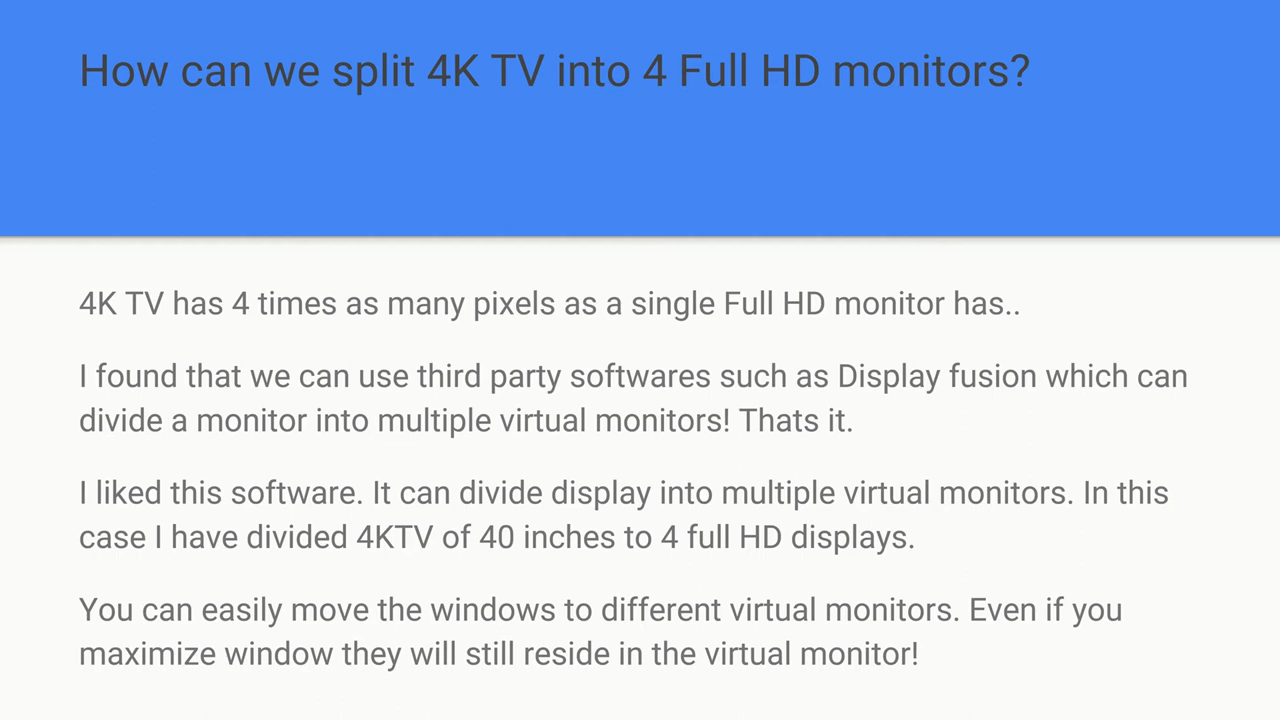 How can we split 4K TV into 4 Full HD monitors?
4K TV has 4 times as many pixels as a single Full HD monitor has..
I found that we can use third party softwares such as Display fusion which can
divide a monitor into multiple virtual monitors! Thats it.
I liked this software. It can divide display into multiple virtual monitors. In this
case I have divided 4KTV of 40 inches to 4 full HD displays.
You can easily move the windows to different virtual monitors. Even if you
maximize window they will still reside in the virtual monitor!